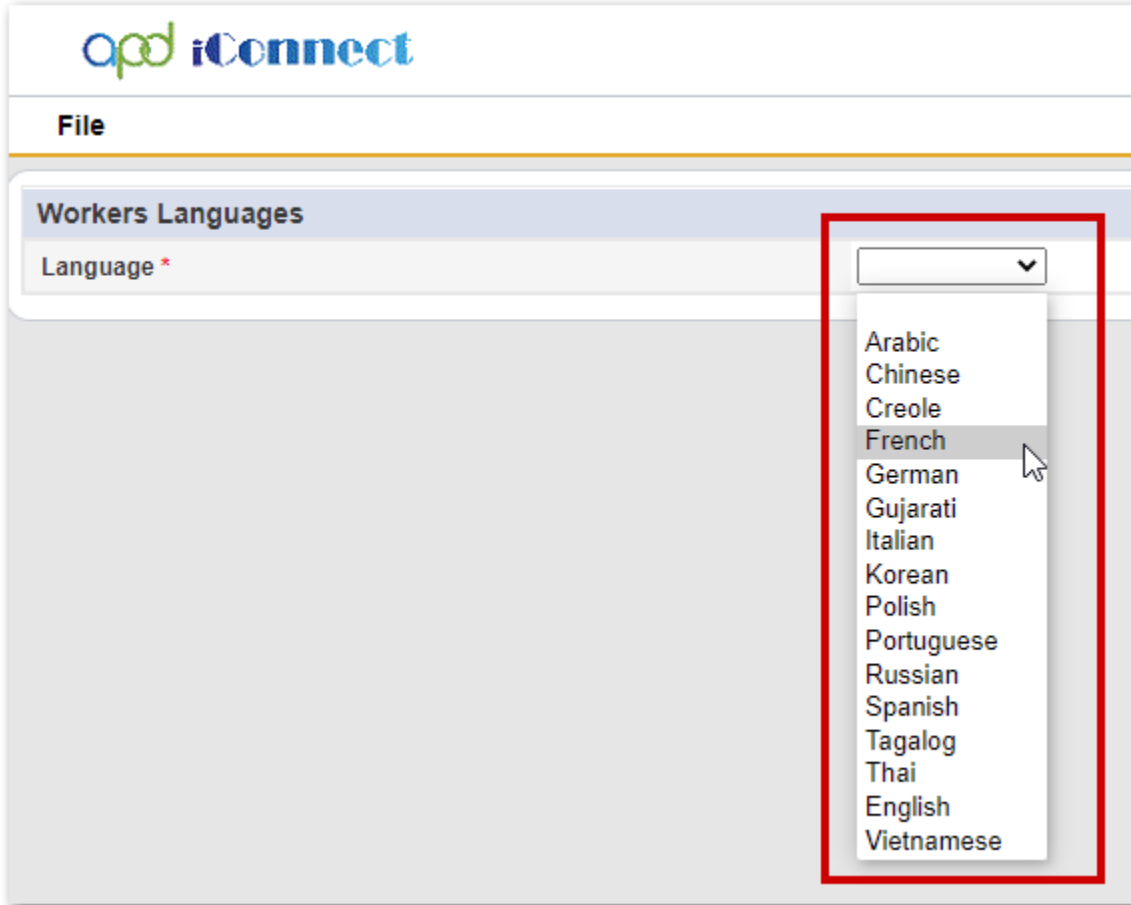 apd iConnect
File
Workers Languages
Language *
Arabic
Chinese
Creole
French
German
Gujarati
Italian
Korean
Polish
Portuguese
Russian
Spanish
Tagalog
Thai
English
Vietnamese